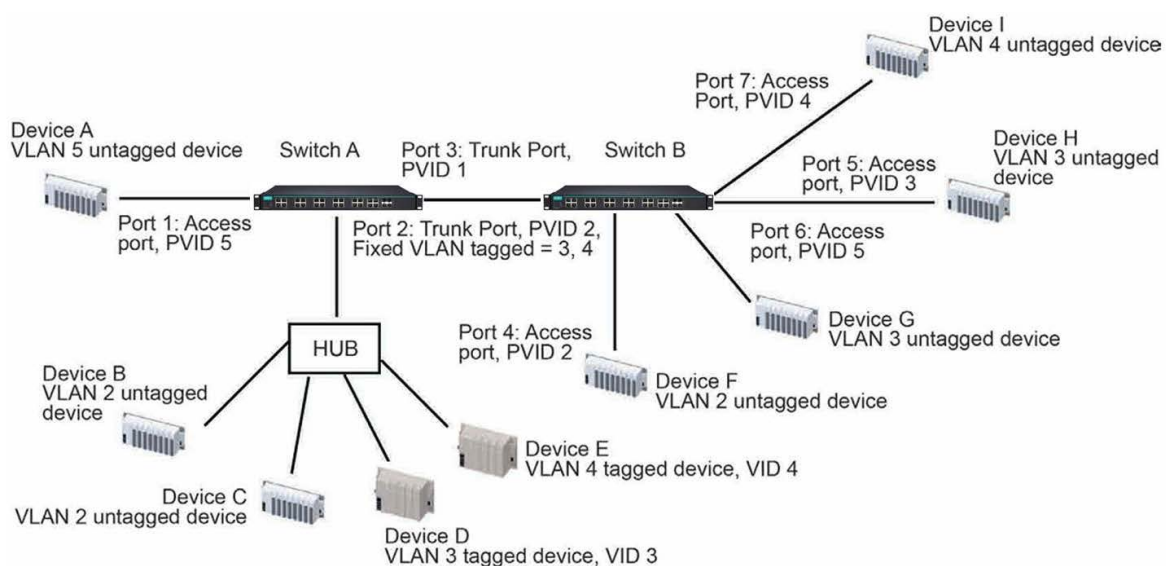 Device I
VLAN 4 untagged device
Port 7: Access
Port, PVID 4
Device A
VLAN 5 untagged device
Switch A
Port 3: Trunk Port,
PVID 1
Switch B
Device H
VLAN 3 untagged
device
Port 5: Access
port, PVID 3
Port 1: Access
port, PVID 5
Port 2: Trunk Port, PVID 2,
Fixed VLAN tagged = 3, 4
Port 6: Access
port, PVID 5
Device G
VLAN 3 untagged device
HUB
Port 4: Access
port, PVID 2
Device B
VLAN 2 untagged
device
Device F
VLAN 2 untagged device
Device E
VLAN 4 tagged device, VID 4
Device C
VLAN 2 untagged device
Device D
VLAN 3 tagged device, VID 3